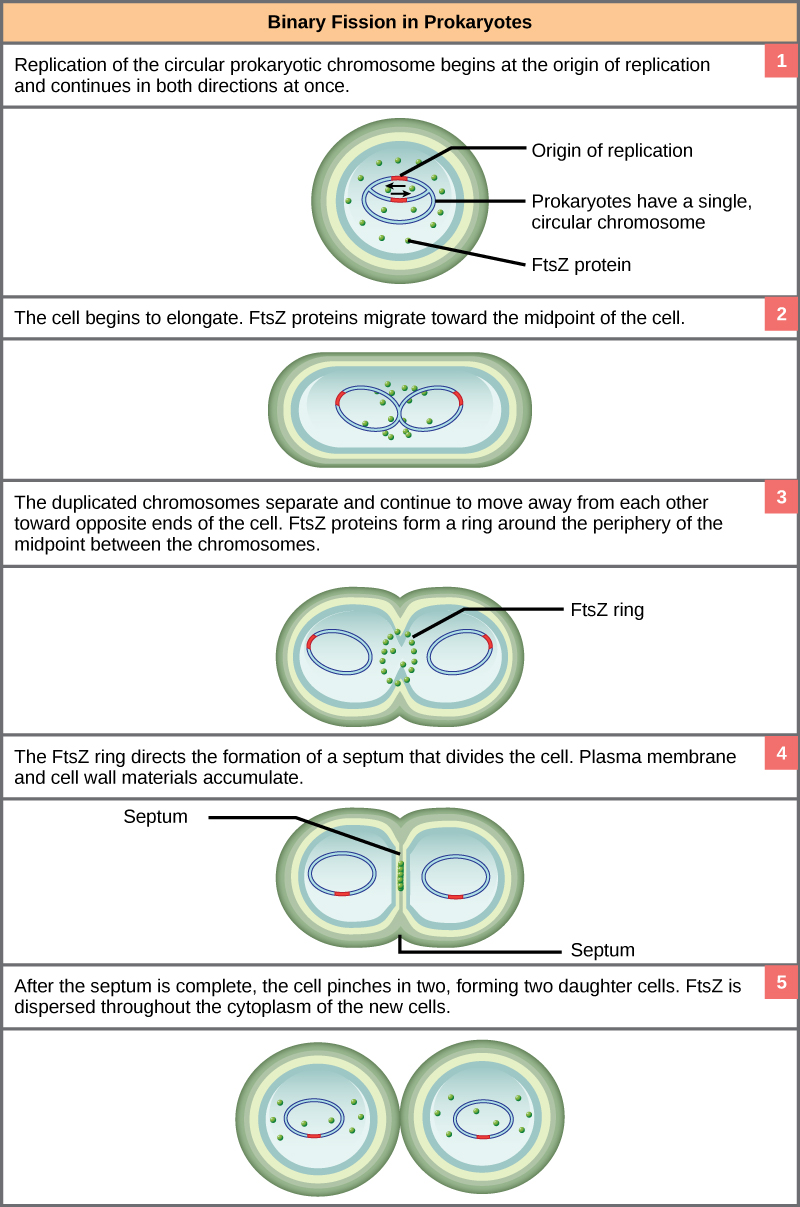 Binary Fission in Prokaryotes
1
Replication of the circular prokaryotic chromosome begins at the origin of replication
and continues in both directions at once.
Origin of replication
Prokaryotes have a single,
circular chromosome
FtsZ protein
2
The cell begins to elongate. FtsZ proteins migrate toward the midpoint of the cell.
3
The duplicated chromosomes separate and continue to move away from each other
toward opposite ends of the cell. FtsZ proteins form a ring around the periphery of the
midpoint between the chromosomes.
FtsZ ring
4
The FtsZ ring directs the formation of a septum that divides the cell. Plasma membrane
and cell wall materials accumulate.
Septum
Septum
5
After the septum is complete, the cell pinches in two, forming two daughter cells. FtsZ is
dispersed throughout the cytoplasm of the new cells.